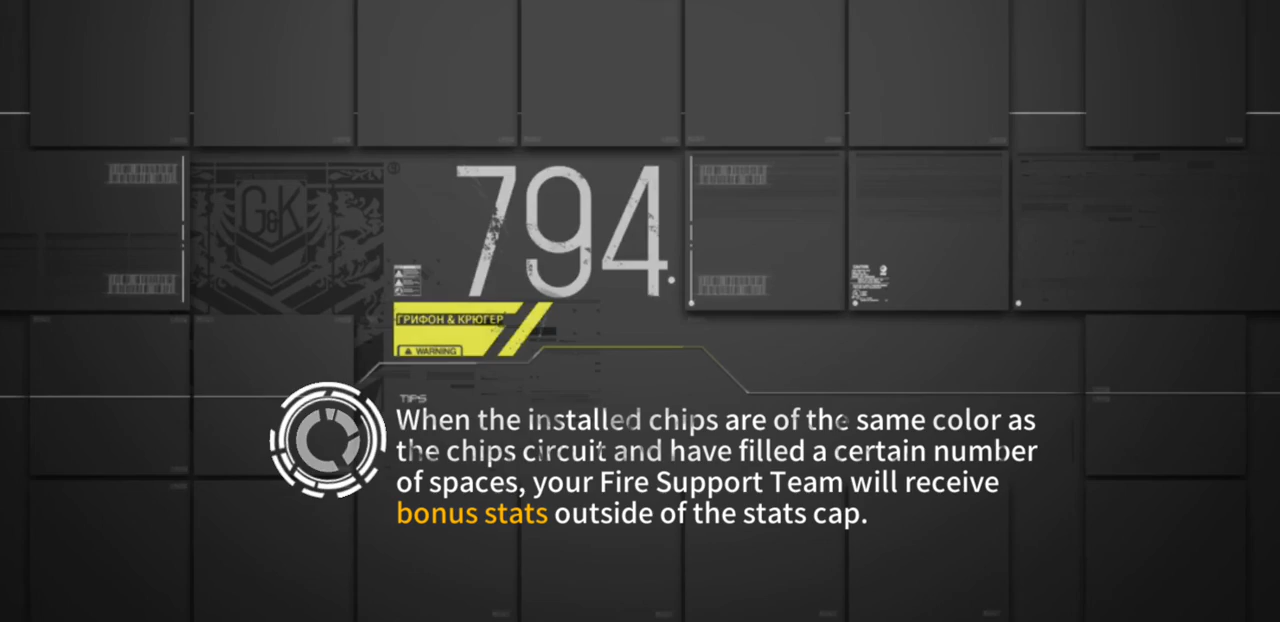 G&K
794.
ГРИФОН & КРЮГЕР
WARNING
TIPS
When the installed chips are of the same color as
the chips circuit and have filled a certain number
of spaces, your Fire Support Team will receive
bonus stats outside of the stats cap.